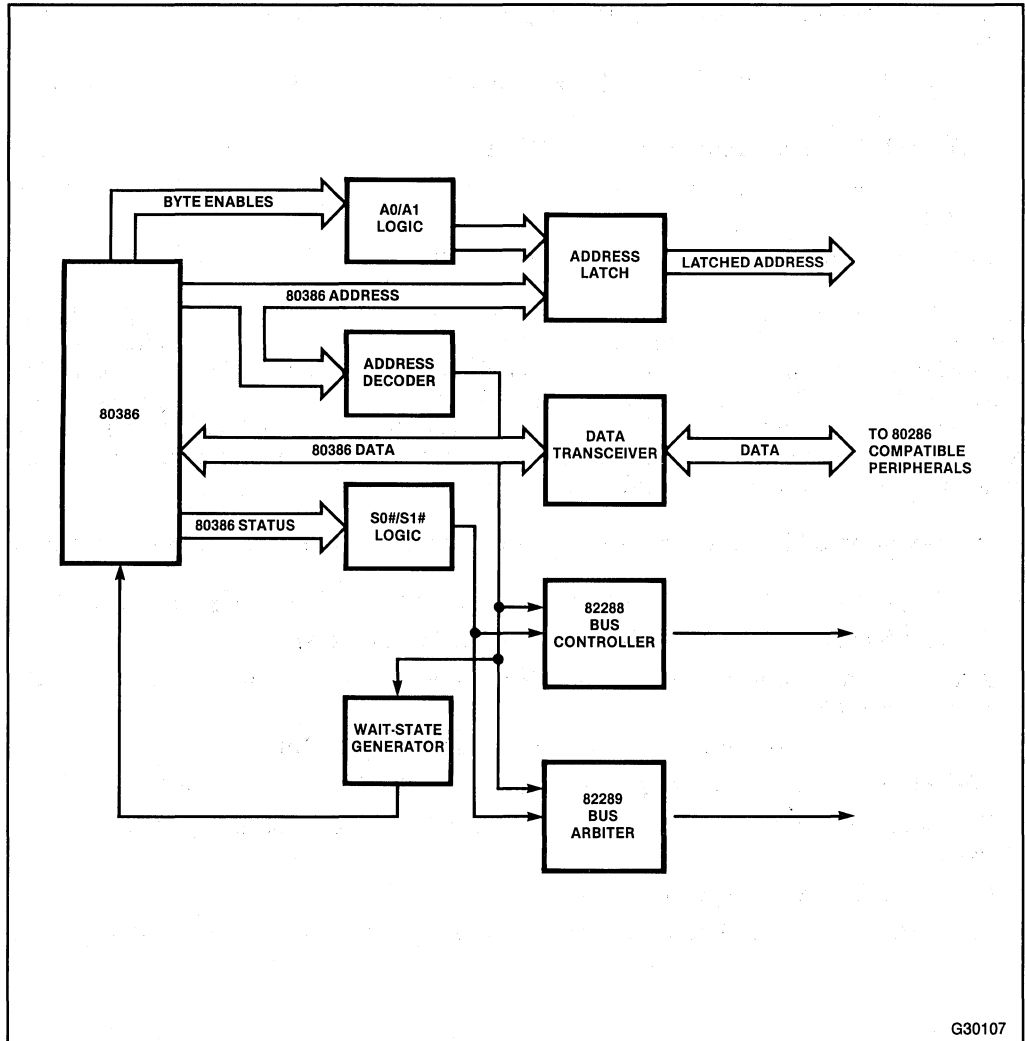 BYTE ENABLES
A0/A1
LOGIC
ADDRESS
LATCH
LATCHED ADDRESS
80386 ADDRESS
ADDRESS
DECODER
80386
80386 DATA
DATA
TRANSCEIVER
DATA
TO 80286
COMPATIBLE
PERIPHERALS
80386 STATUS
S0#/S1#
LOGIC
82288
BUS
CONTROLLER
WAIT-STATE
GENERATOR
82289
BUS
ARBITER
G30107